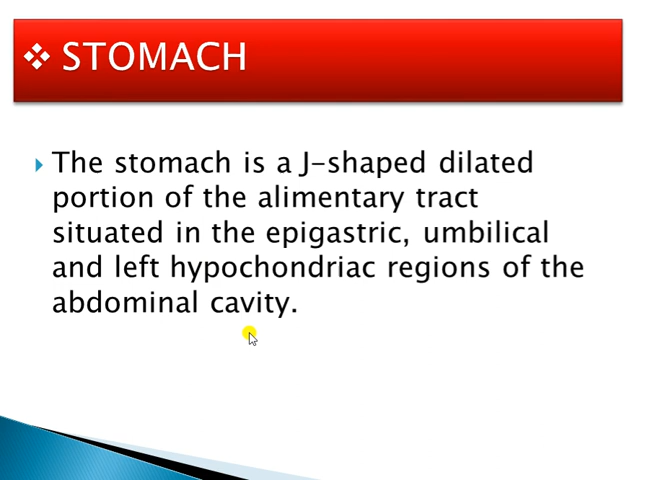 ❖ STOMACH
The stomach is a J-shaped dilated
portion of the alimentary tract
situated in the epigastric, umbilical
and left hypochondriac regions of the
abdominal cavity.